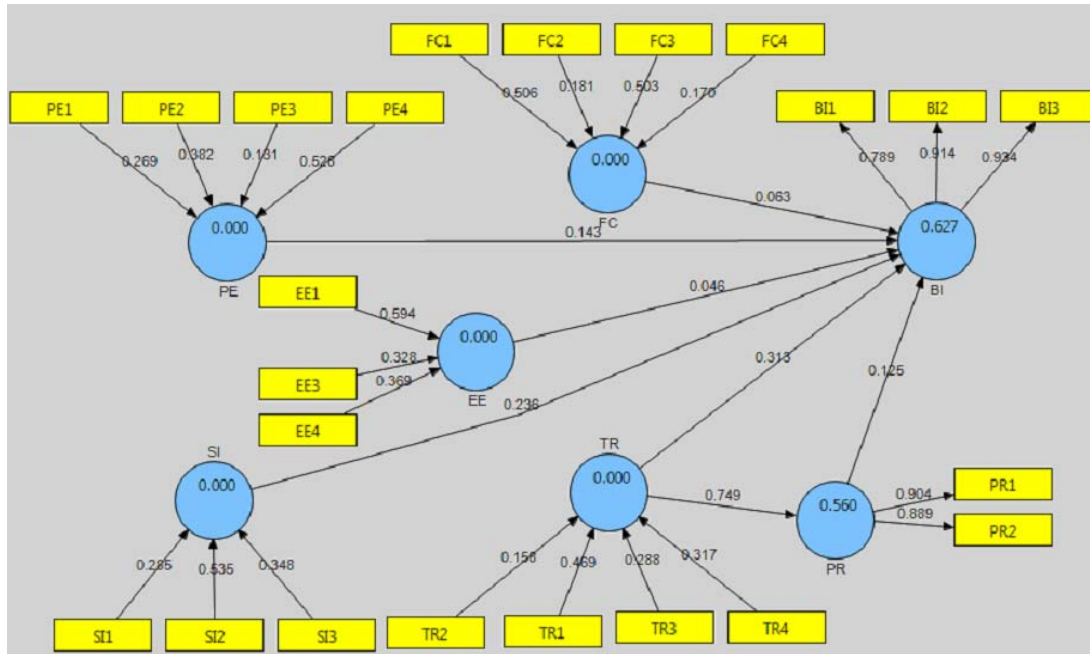 FC1 FC2 FC3 FC4
0.506 0.181 0.503 0.170
PE1 PE2 PE3 PE4
0.269 0.382 0.131 0.526
BI1 BI2 BI3
0.789 0.914 0.934
0.000
FC
0.063
0.000
PE
0.143
0.627
BI
EE1
0.594
EE3
0.328
EE4
0.369
0.000
EE
0.046
0.313
0.125
0.236
SI
0.000
TR
0.000
0.749
0.560
PR
0.904
PR1
0.889
PR2
0.285 0.535 0.348
0.156 0.469 0.288 0.317
SI1 SI2 SI3
TR2 TR1 TR3 TR4